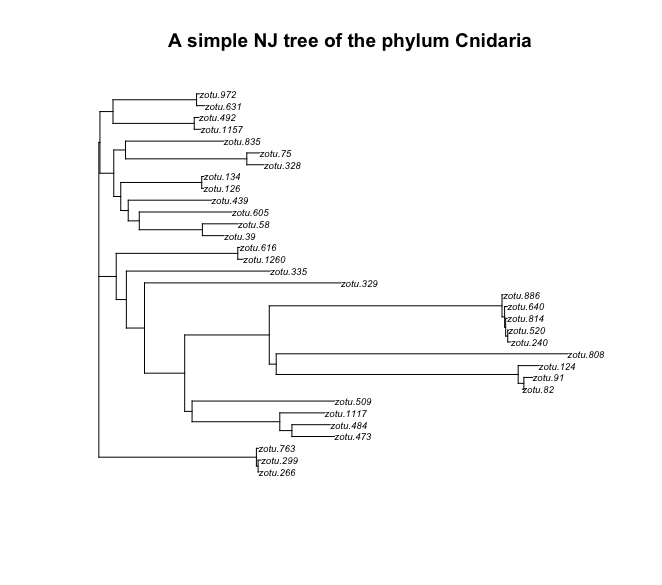 A simple NJ tree of the phylum Cnidaria
zotu.972
zotu.631
zotu.492
zotu.1157
zotu.835
zotu.75
zotu.328
zotu.134
zotu.126
zotu.439
zotu.605
zotu.58
zotu.39
zotu.616
zotu.1260
zotu.335
zotu.329
zotu.886
zotu.640
zotu.814
zotu.520
zotu.240
zotu.808
zotu.124
zotu.91
zotu.82
zotu.509
zotu.1117
zotu.484
zotu.473
zotu.763
zotu.299
zotu.266